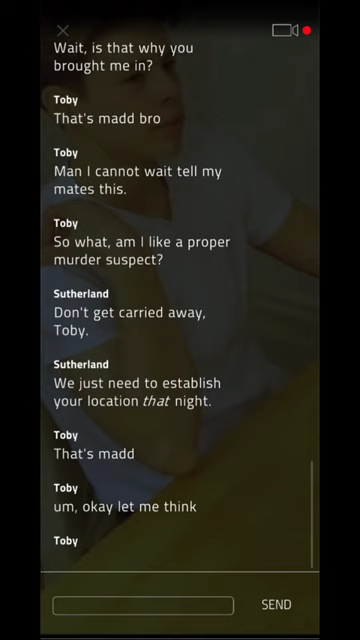 Wait, is that why you
brought me in?
Toby
That's madd bro
Toby
Man I cannot wait tell my
mates this.
Toby
So what, am I like a proper
murder suspect?
Sutherland
Don't get carried away,
Toby.
Sutherland
We just need to establish
your location that night.
Toby
That's madd
Toby
um, okay let me think
Toby
SEND